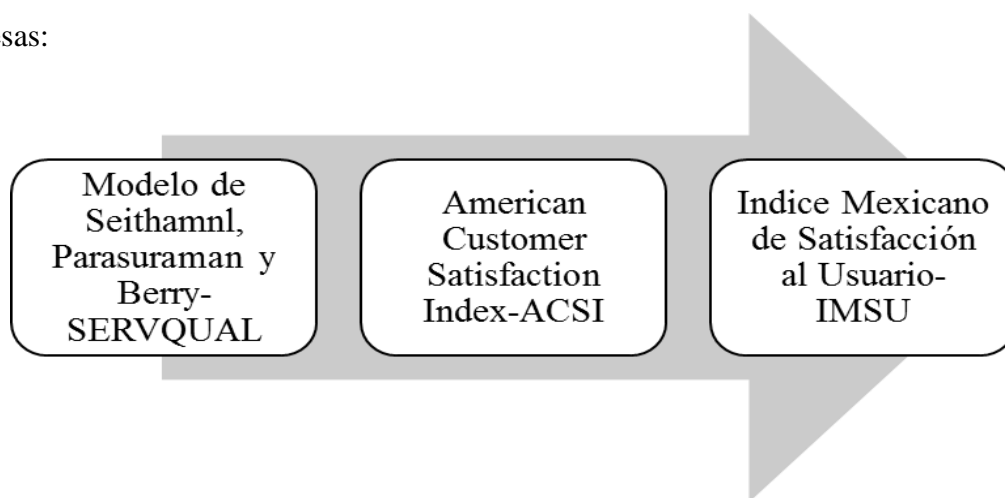 sas:
Modelo de
Seithamnl,
Parasuraman y
Berry-
SERVQUAL
American
Customer
Satisfaction
Index-ACSI
Indice Mexicano
de Satisfacción
al Usuario-
IMSU